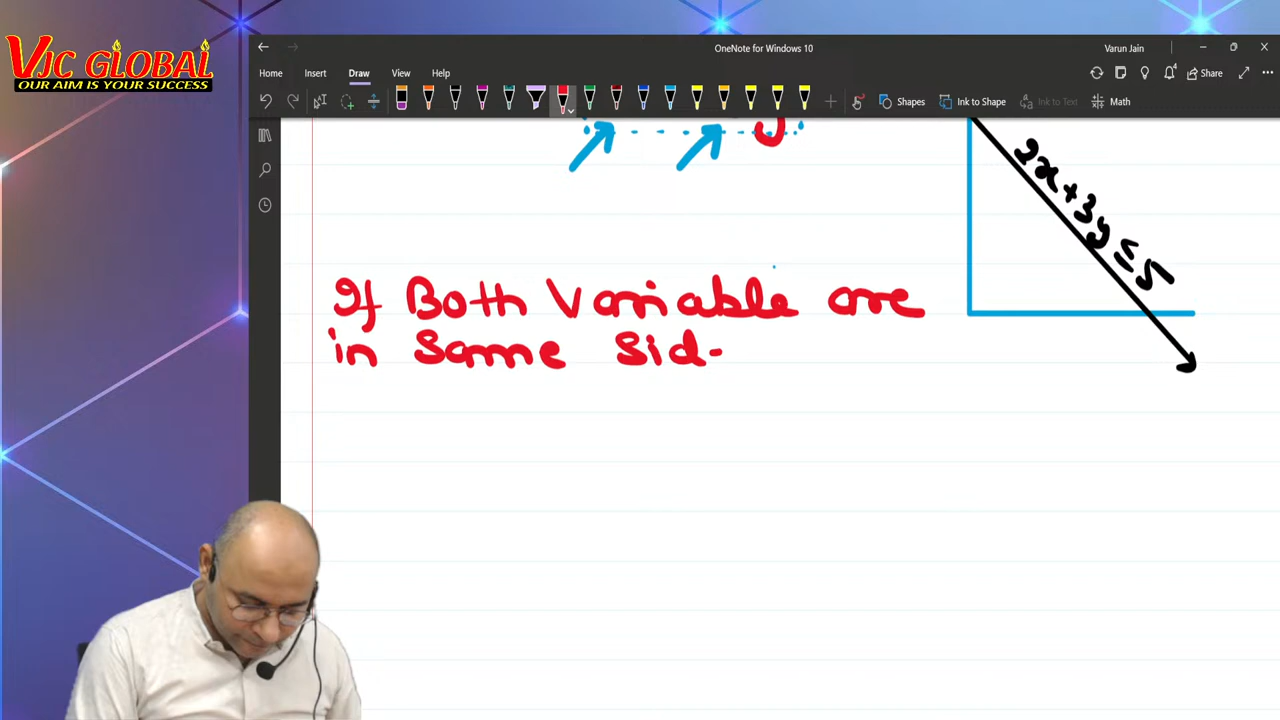 VJC GLOBAL
OUR AIM IS YOUR SUCCESS
OneNote for Windows 10
Varun Jain
Home Insert Draw View Help
Shapes Ink to Shape Ink to Text Math
4 Share
y
2x+3y≤5
If Both Variable are
in Same Sid-